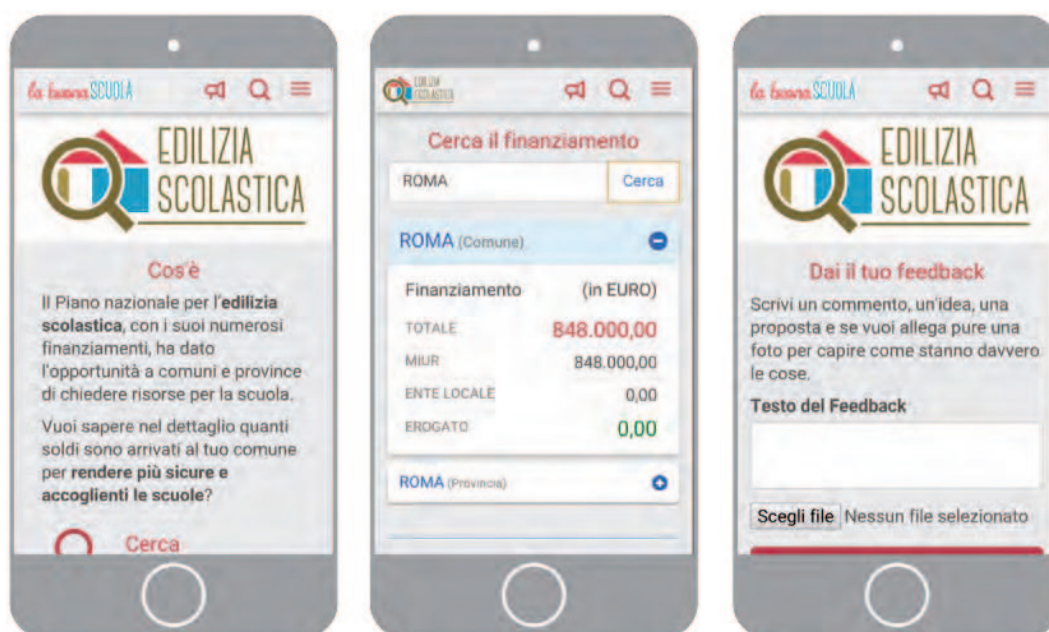 la buona SCUOLA
EDILIZIA
SCOLASTICA
Cos'è
Il Piano nazionale per l'edilizia
scolastica, con i suoi numerosi
finanziamenti, ha dato
l'opportunità a comuni e province
di chiedere risorse per la scuola.
Vuoi sapere nel dettaglio quanti
soldi sono arrivati al tuo comune
per rendere più sicure e
accoglienti le scuole?
Cerca
EDILIZIA
SCOLASTICA
Cerca il finanziamento
ROMA Cerca
ROMA (Comune)
Finanziamento (in EURO)
TOTALE 848.000,00
MIUR 848.000,00
ENTE LOCALE 0,00
EROGATO 0,00
ROMA (Provincia)
la buona SCUOLA
EDILIZIA
SCOLASTICA
Dai il tuo feedback
Scrivi un commento, un'idea, una
proposta e se vuoi allega pure una
foto per capire come stanno davvero
le cose.
Testo del Feedback
Scegli file Nessun file selezionato